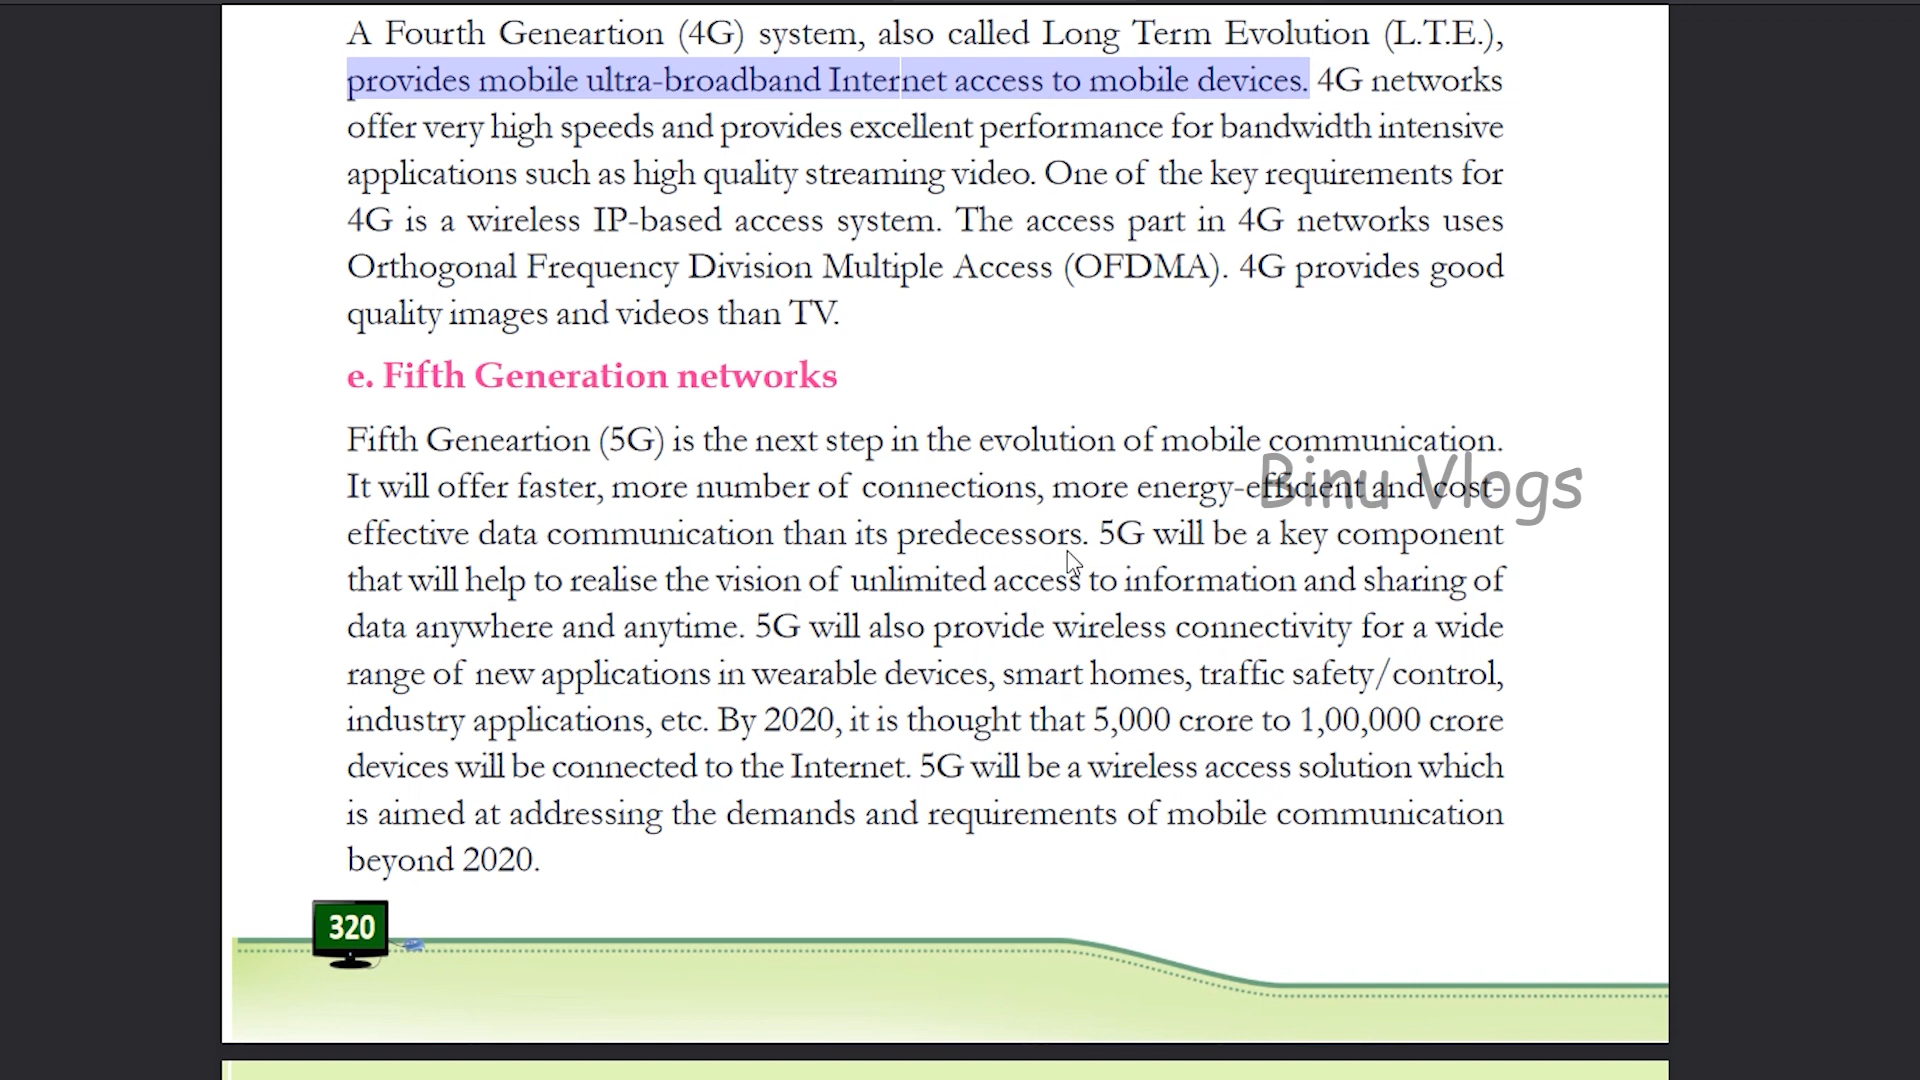 A Fourth Geneartion (4G) system, also called Long Term Evolution (L.T.E.),
provides mobile ultra-broadband Internet access to mobile devices. 4G networks
offer very high speeds and provides excellent performance for bandwidth intensive
applications such as high quality streaming video. One of the key requirements for
4G is a wireless IP-based access system. The access part in 4G networks uses
Orthogonal Frequency Division Multiple Access (OFDMA). 4G provides good
quality images and videos than TV.
e. Fifth Generation networks
Fifth Geneartion (5G) is the next step in the evolution of mobile communication.
It will offer faster, more number of connections, more energy-efficient and cost-
Binu Vlogs
effective data communication than its predecessors. 5G will be a key component
that will help to realise the vision of unlimited access to information and sharing of
data anywhere and anytime. 5G will also provide wireless connectivity for a wide
range of new applications in wearable devices, smart homes, traffic safety/control,
industry applications, etc. By 2020, it is thought that 5,000 crore to 1,00,000 crore
devices will be connected to the Internet. 5G will be a wireless access solution which
is aimed at addressing the demands and requirements of mobile communication
beyond 2020.
320